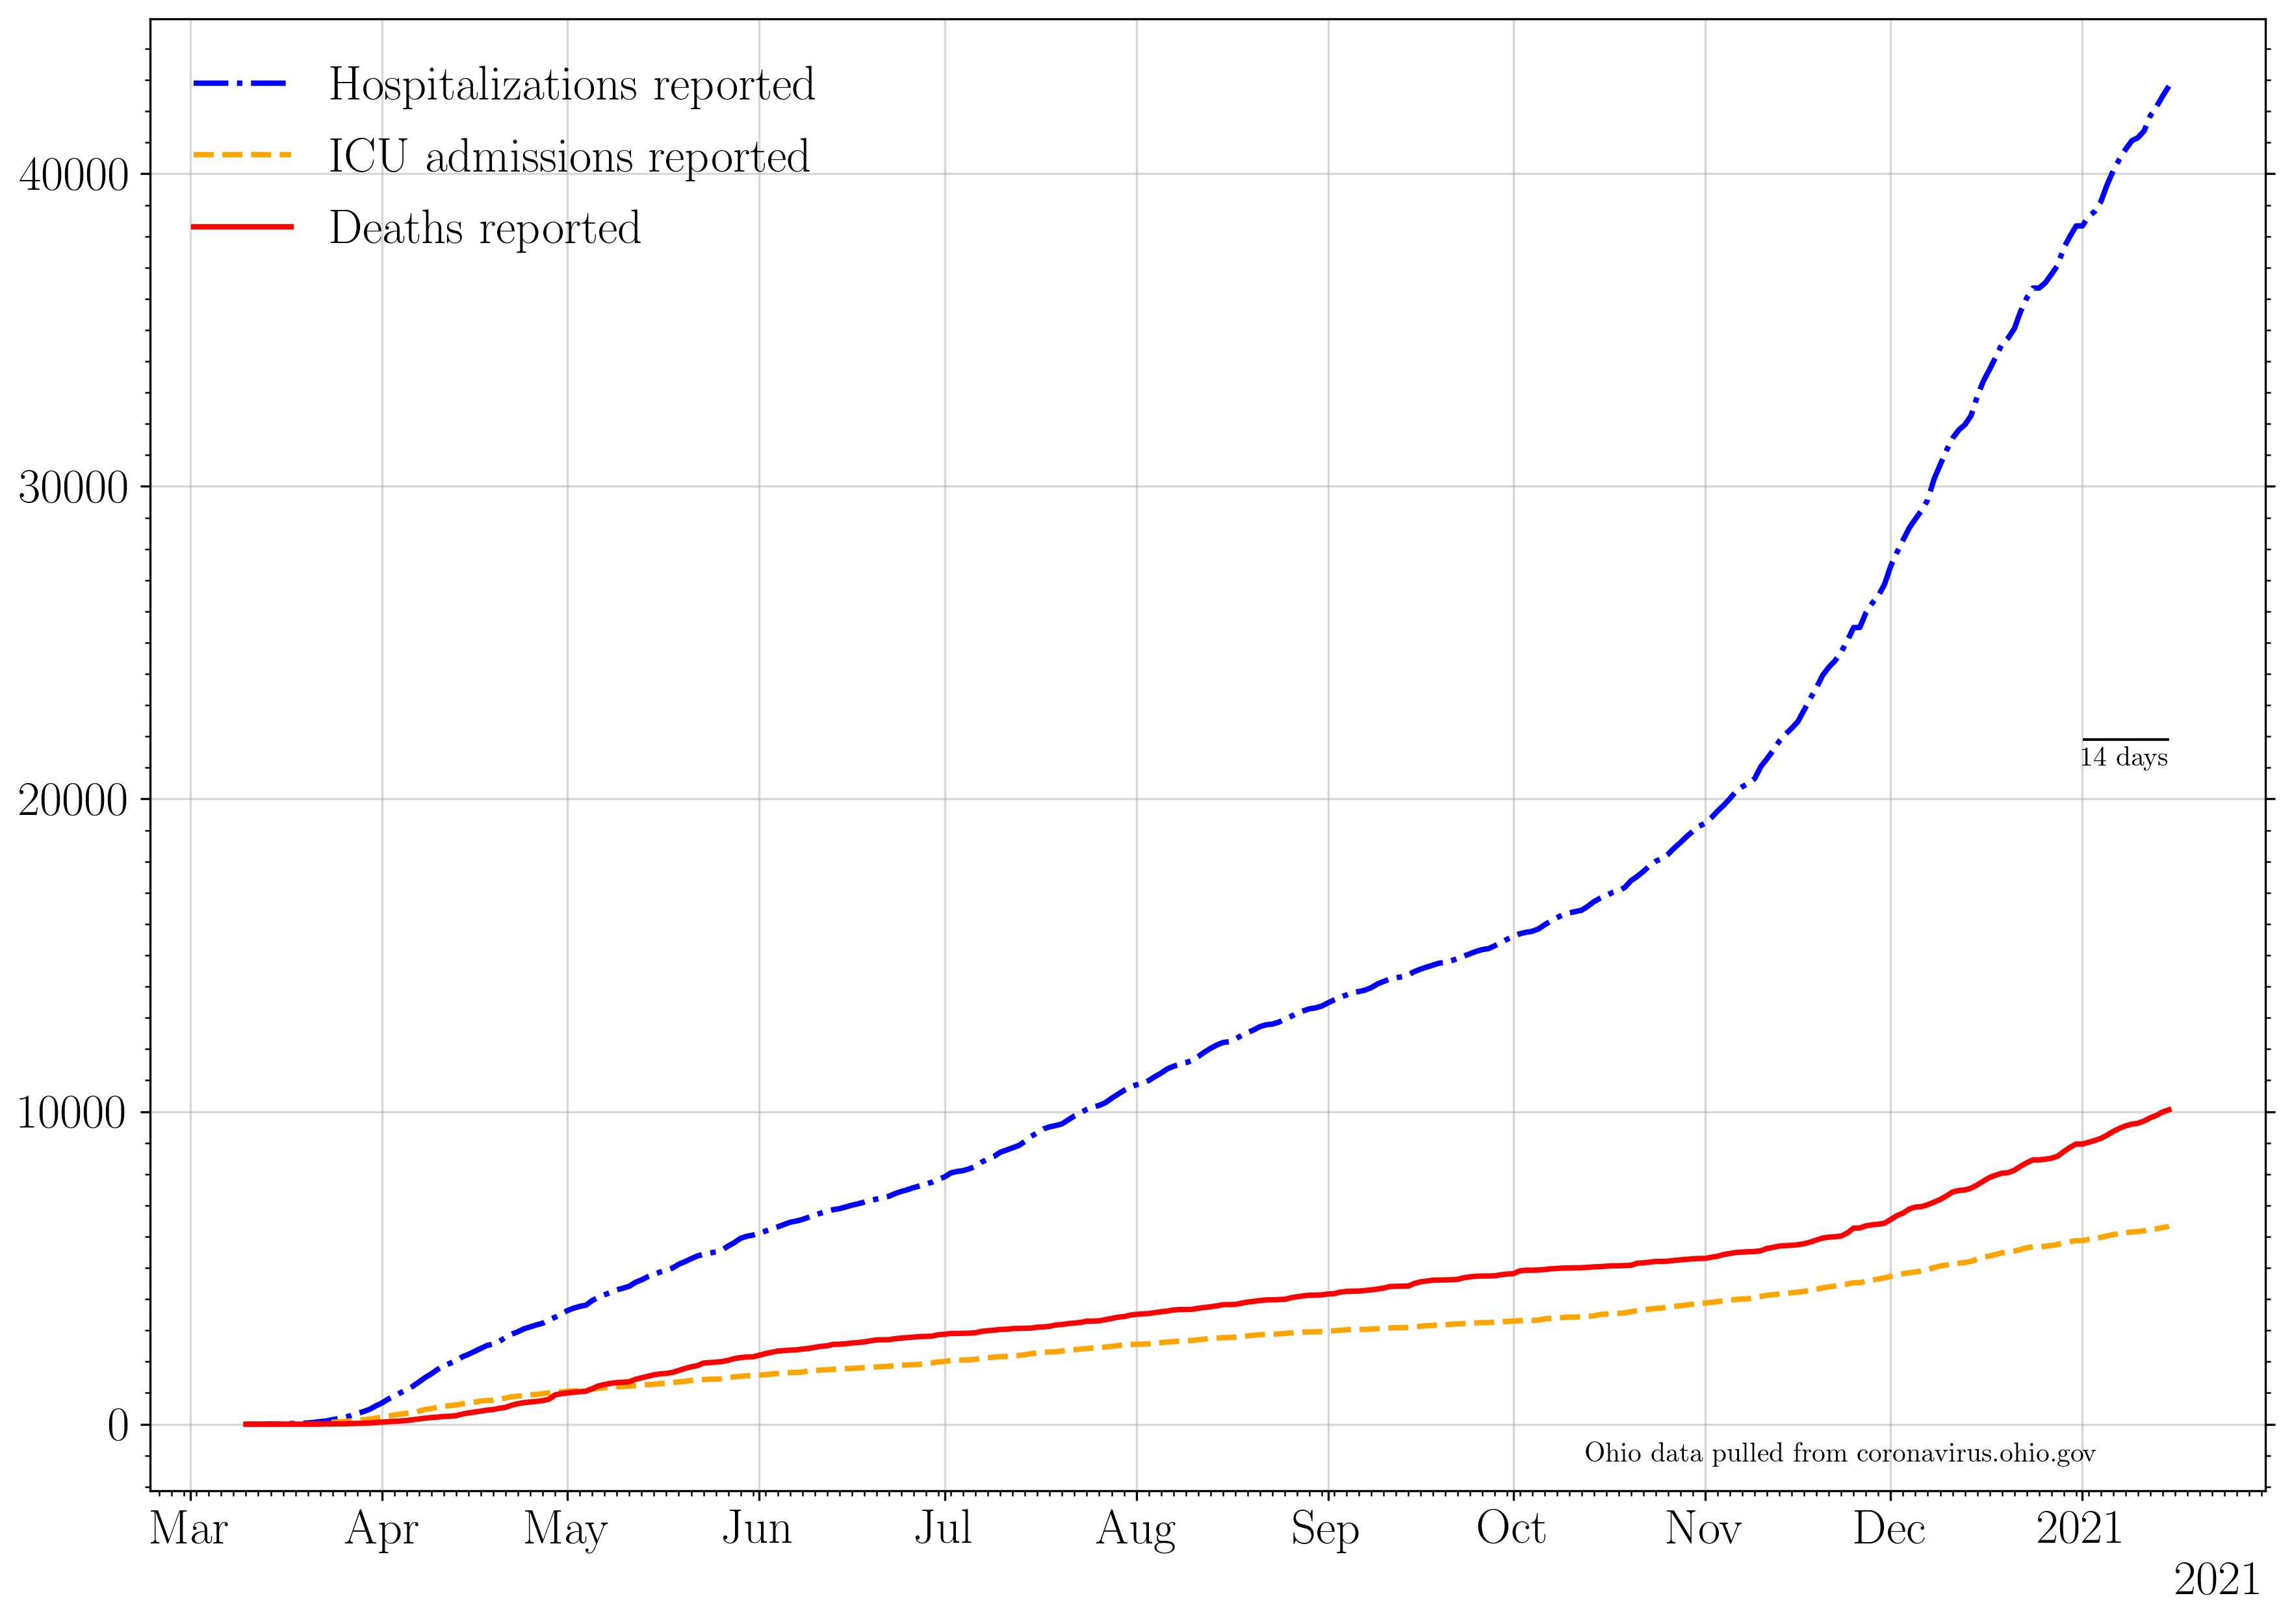 Hospitalizations reported
ICU admissions reported
Deaths reported
40000
30000
20000
10000
0
14 days
Ohio data pulled from coronavirus.ohio.gov
Mar Apr May Jun Jul Aug Sep Oct Nov Dec 2021
2021